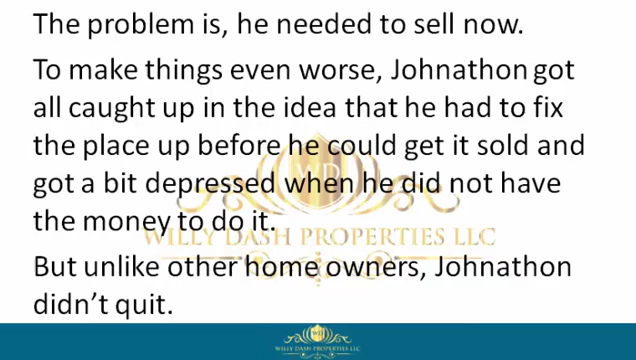 The problem is, he needed to sell now.
To make things even worse, Johnathon got
all caught up in the idea that he had to fix
the place up before he could get it sold and
got a bit depressed when he did not have
the money to do it.
WILLY DASH PROPERTIES LLC
But unlike other home owners, Johnathon
didn’t quit.
WILLY DASH PROPERTIES LLC